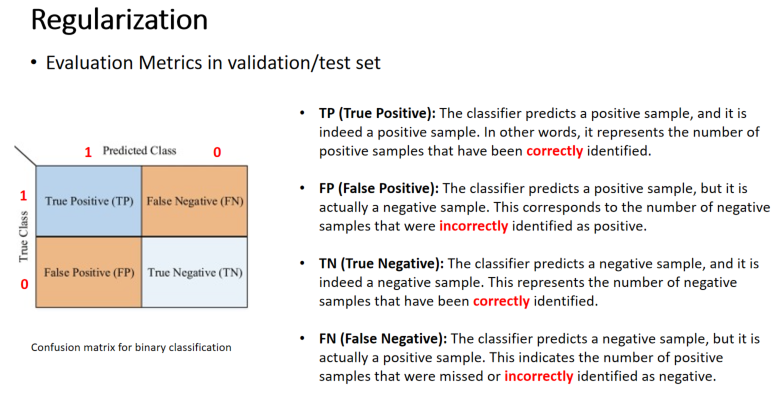 Regularization
• Evaluation Metrics in validation/test set
1 Predicted Class 0
1
True Class
0
True Positive (TP) False Negative (FN)
False Positive (FP) True Negative (TN)
Confusion matrix for binary classification
• TP (True Positive): The classifier predicts a positive sample, and it is
indeed a positive sample. In other words, it represents the number of
positive samples that have been correctly identified.
• FP (False Positive): The classifier predicts a positive sample, but it is
actually a negative sample. This corresponds to the number of negative
samples that were incorrectly identified as positive.
• TN (True Negative): The classifier predicts a negative sample, and it is
indeed a negative sample. This represents the number of negative
samples that have been correctly identified.
• FN (False Negative): The classifier predicts a negative sample, but it is
actually a positive sample. This indicates the number of positive
samples that were missed or incorrectly identified as negative.